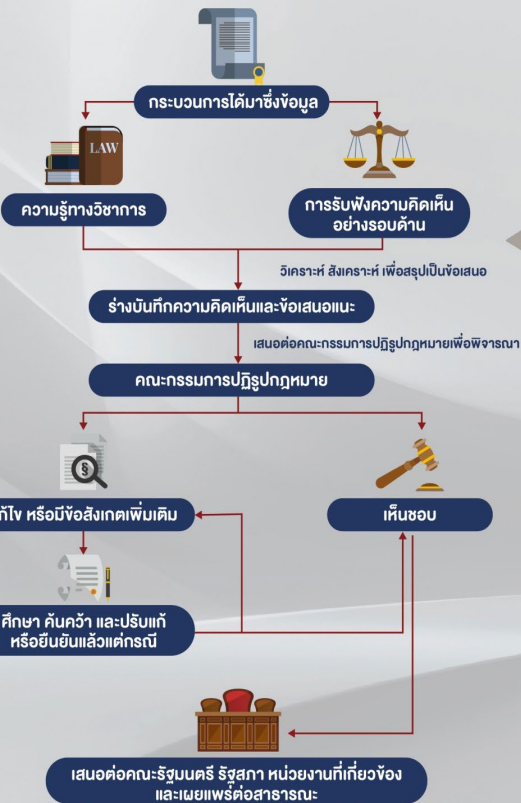 กระบวนการได้มาซึ่งข้อมูล
LAW
ความรู้ทางวิชาการ
การรับฟังความคิดเห็น
อย่างรอบด้าน
วิเคราะห์ สังเคราะห์ เพื่อสรุปเป็นข้อเสนอ
ร่างบันทึกความคิดเห็นและข้อเสนอแนะ
เสนอต่อคณะกรรมการปฏิรูปกฎหมายเพื่อพิจารณา
คณะกรรมการปฏิรูปกฎหมาย
§
หรือมีข้อสังเกตเพิ่มเติม
เห็นชอบ
ศึกษา ค้นคว้า และปรับแก้
หรือยืนยันแล้วแต่กรณี
เสนอต่อคณะรัฐมนตรี รัฐสภา หน่วยงานที่เกี่ยวข้อง
และเผยแพร่ต่อสาธารณะ